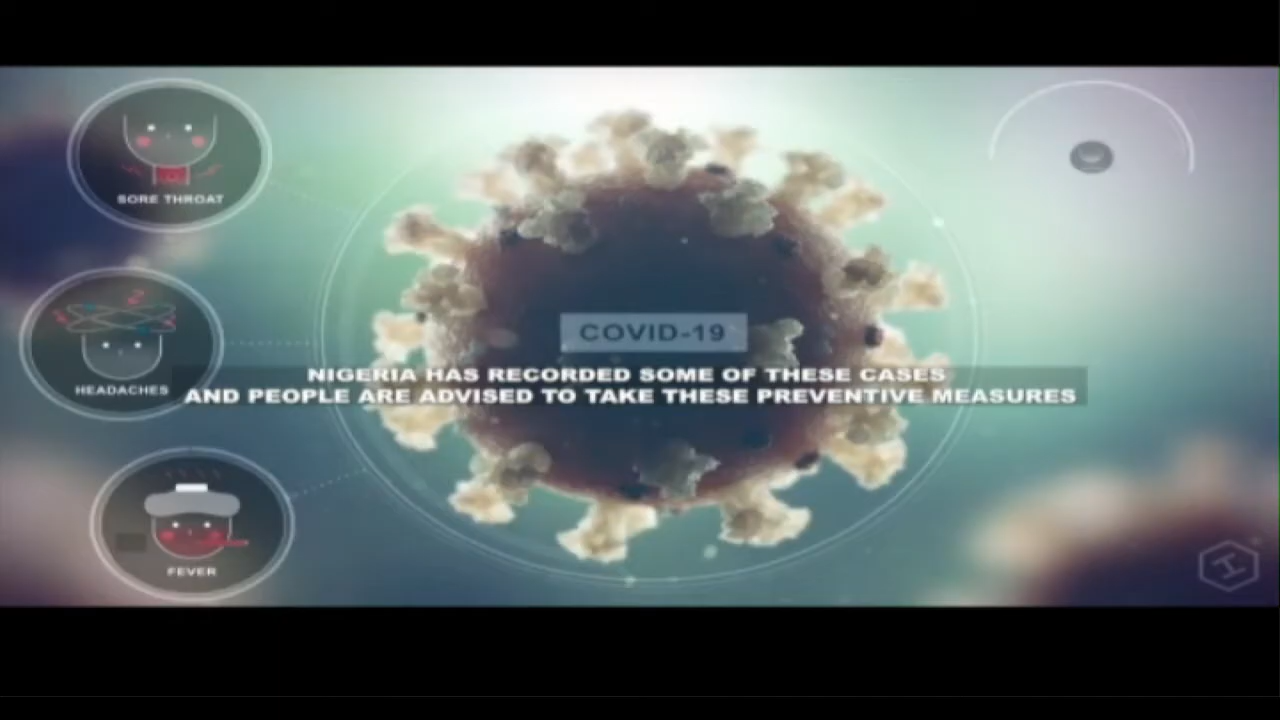 SORE THROAT
COVID-19
NIGERIA HAS RECORDED SOME OF THESE CASES
AND PEOPLE ARE ADVISED TO TAKE THESE PREVENTIVE MEASURES
HEADACHES
FEVER